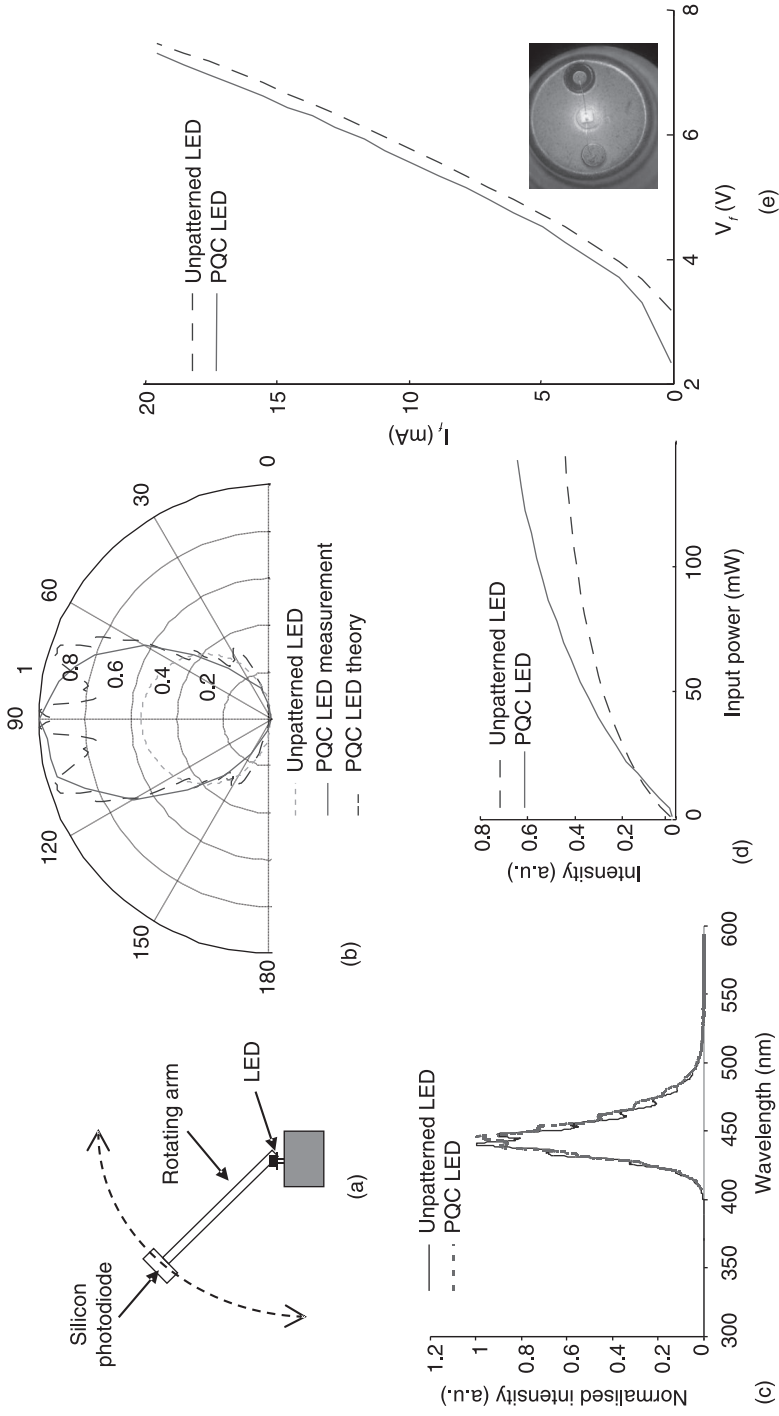 Silicon
photodiode
Rotating arm
LED
(a)
1
90
60
30
0
120
150
180
0.8
0.6
0.4
0.2
Unpatterned LED
PQC LED measurement
PQC LED theory
(b)
Normalised intensity (a.u.)
1.2
1
0.8
0.6
0.4
0.2
0
300
350
400
450
500
550
600
Wavelength (nm)
Unpatterned LED
PQC LED
(c)
Intensity (a.u.)
0.8
0.6
0.4
0.2
0
0
50
100
Input power (mW)
Unpatterned LED
PQC LED
(d)
I f (mA)
20
15
10
5
0
2
4
6
8
V f (V)
Unpatterned LED
PQC LED
(e)